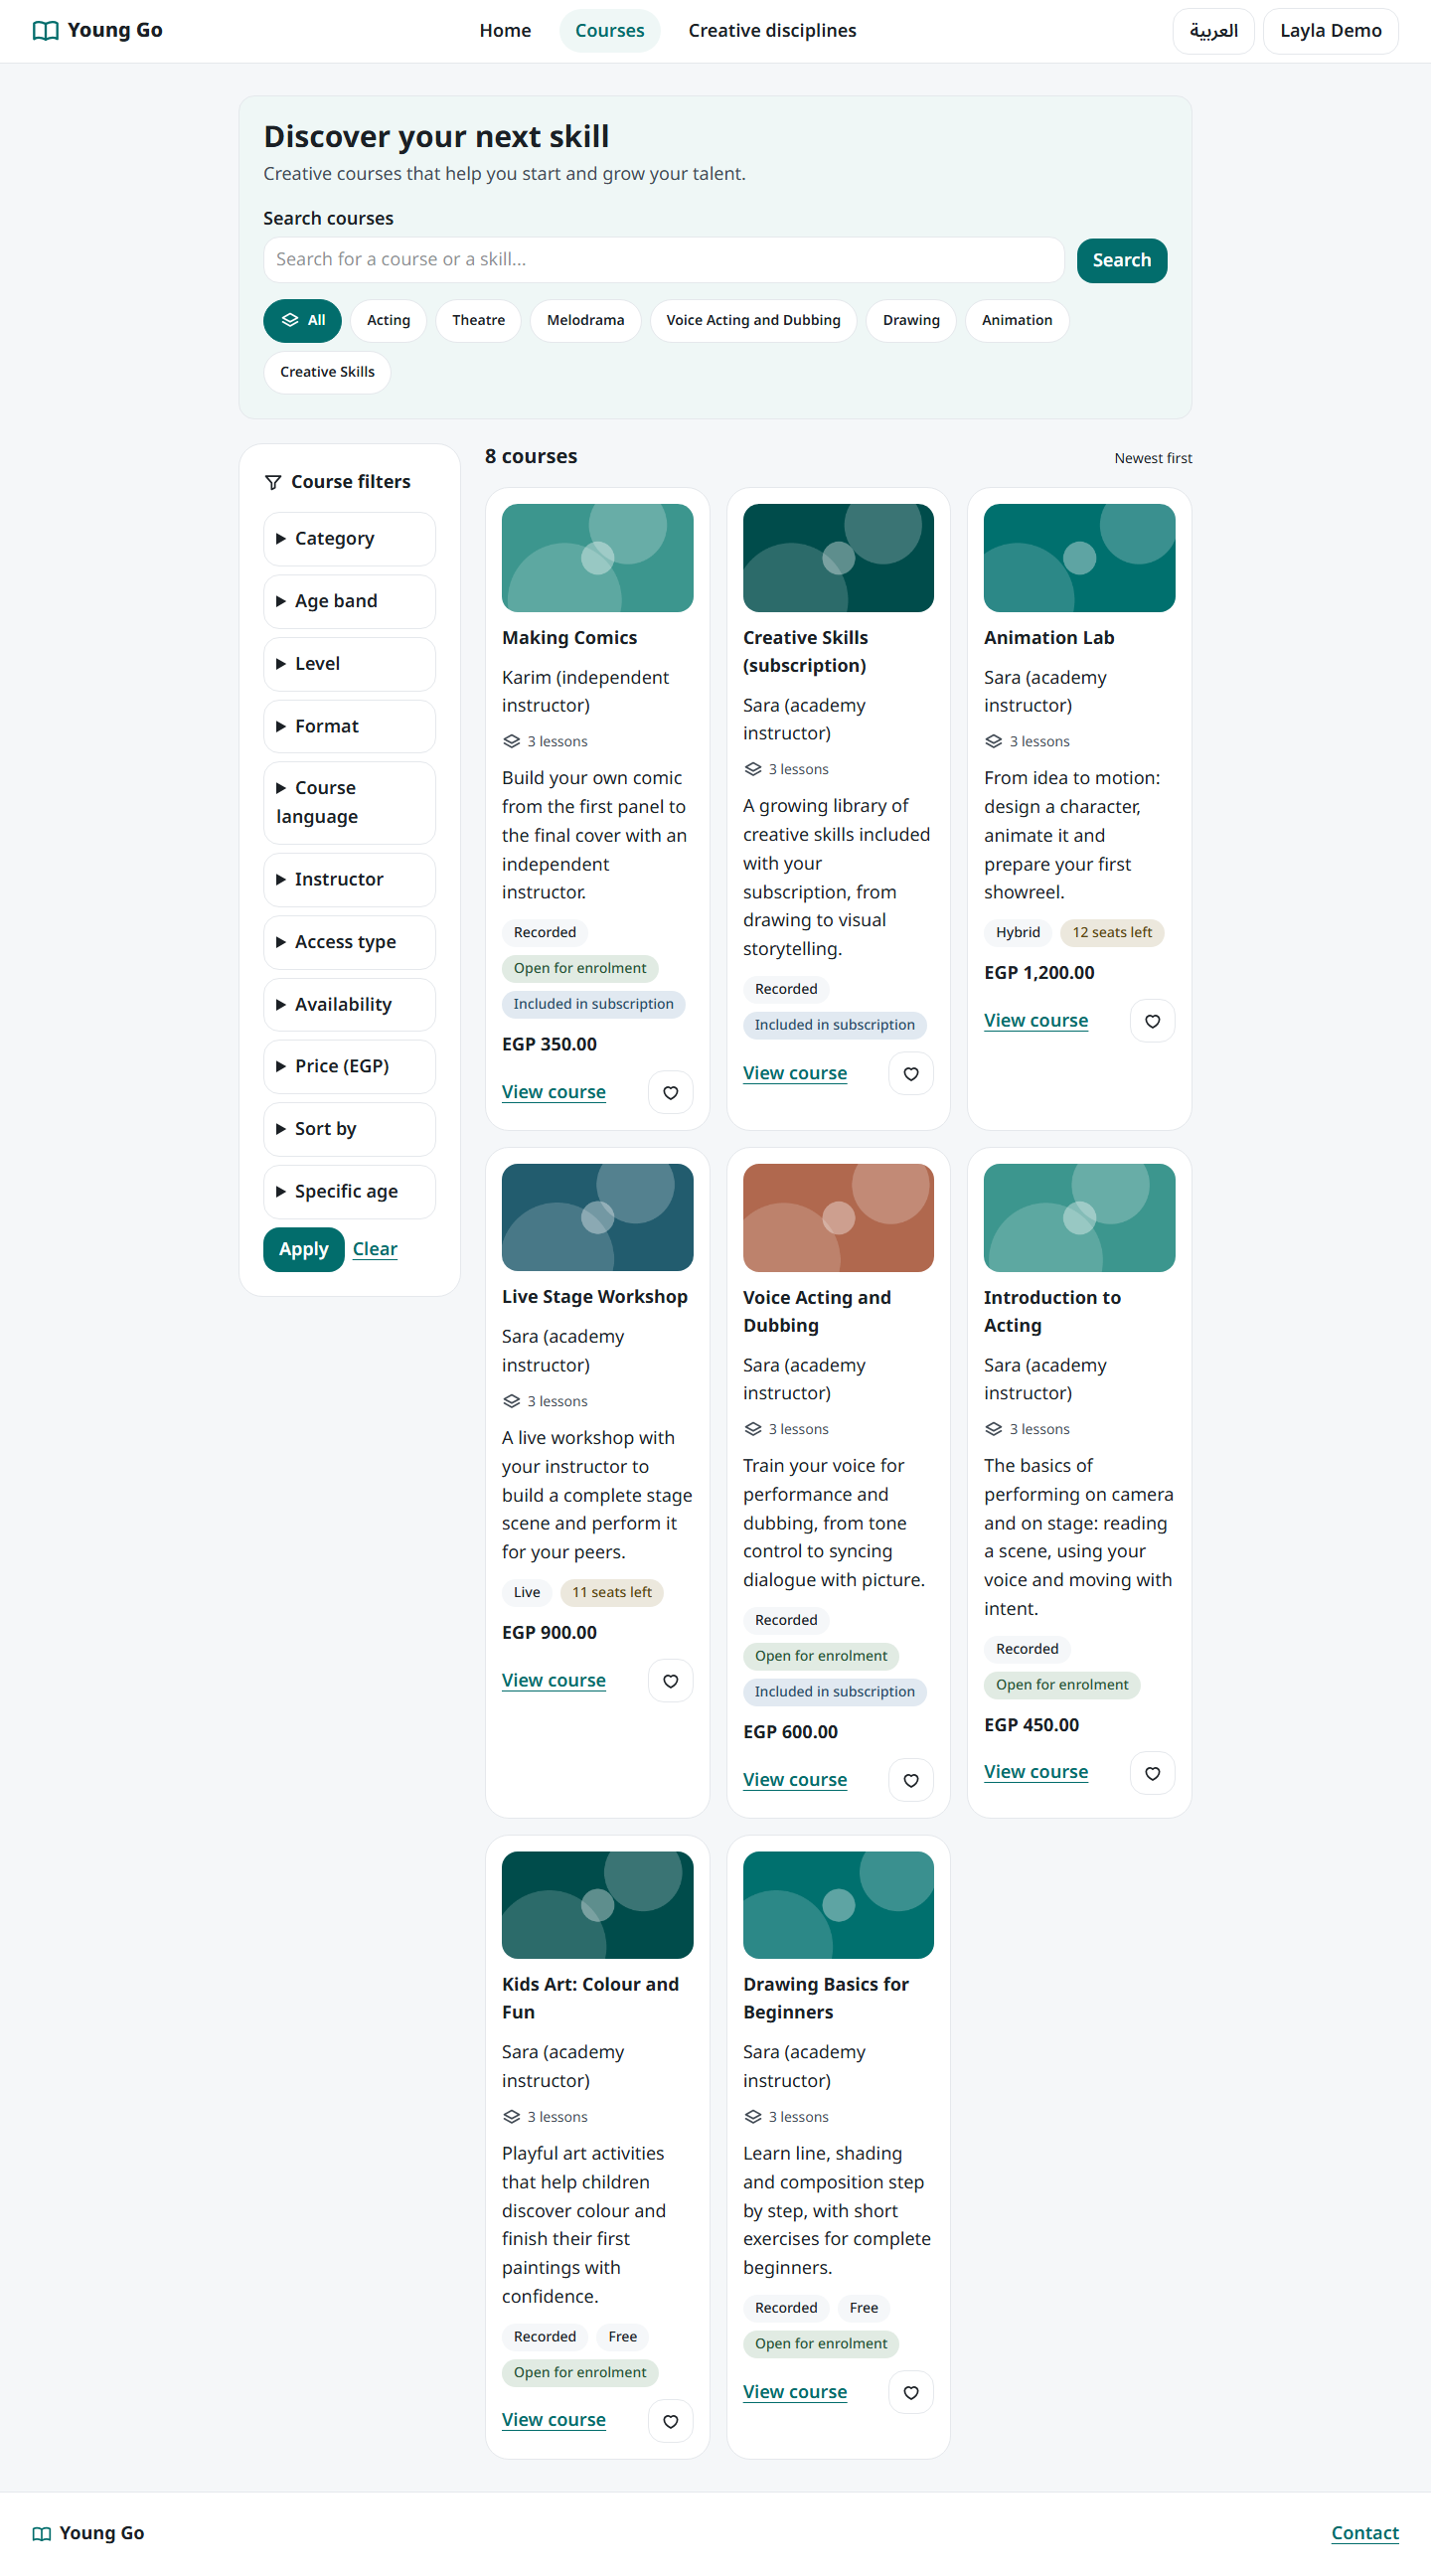 Young Go
Home
Courses
Creative disciplines
العربية
Layla Demo
Discover your next skill
Creative courses that help you start and grow your talent.
Search courses
Search for a course or a skill...
Search
All
Acting
Theatre
Melodrama
Voice Acting and Dubbing
Drawing
Animation
Creative Skills
Course filters
Category
Age band
Level
Format
Course
language
Instructor
Access type
Availability
Price (EGP)
Sort by
Specific age
Apply
Clear
8 courses
Newest first
Making Comics
Karim (independent
instructor)
3 lessons
Build your own comic
from the first panel to
the final cover with an
independent
instructor.
Recorded
Open for enrolment
Included in subscription
EGP 350.00
View course
Creative Skills
(subscription)
Sara (academy
instructor)
3 lessons
A growing library of
creative skills included
with your
subscription, from
drawing to visual
storytelling.
Recorded
Included in subscription
View course
Animation Lab
Sara (academy
instructor)
3 lessons
From idea to motion:
design a character,
animate it and
prepare your first
showreel.
Hybrid
12 seats left
EGP 1,200.00
View course
Live Stage Workshop
Sara (academy
instructor)
3 lessons
A live workshop with
your instructor to
build a complete stage
scene and perform it
for your peers.
Live
11 seats left
EGP 900.00
View course
Voice Acting and
Dubbing
Sara (academy
instructor)
3 lessons
Train your voice for
performance and
dubbing, from tone
control to syncing
dialogue with picture.
Recorded
Open for enrolment
Included in subscription
EGP 600.00
View course
Introduction to
Acting
Sara (academy
instructor)
3 lessons
The basics of
performing on camera
and on stage: reading
a scene, using your
voice and moving with
intent.
Recorded
Open for enrolment
EGP 450.00
View course
Kids Art: Colour and
Fun
Sara (academy
instructor)
3 lessons
Playful art activities
that help children
discover colour and
finish their first
paintings with
confidence.
Recorded
Free
Open for enrolment
View course
Drawing Basics for
Beginners
Sara (academy
instructor)
3 lessons
Learn line, shading
and composition step
by step, with short
exercises for complete
beginners.
Recorded
Free
Open for enrolment
View course
Young Go
Contact